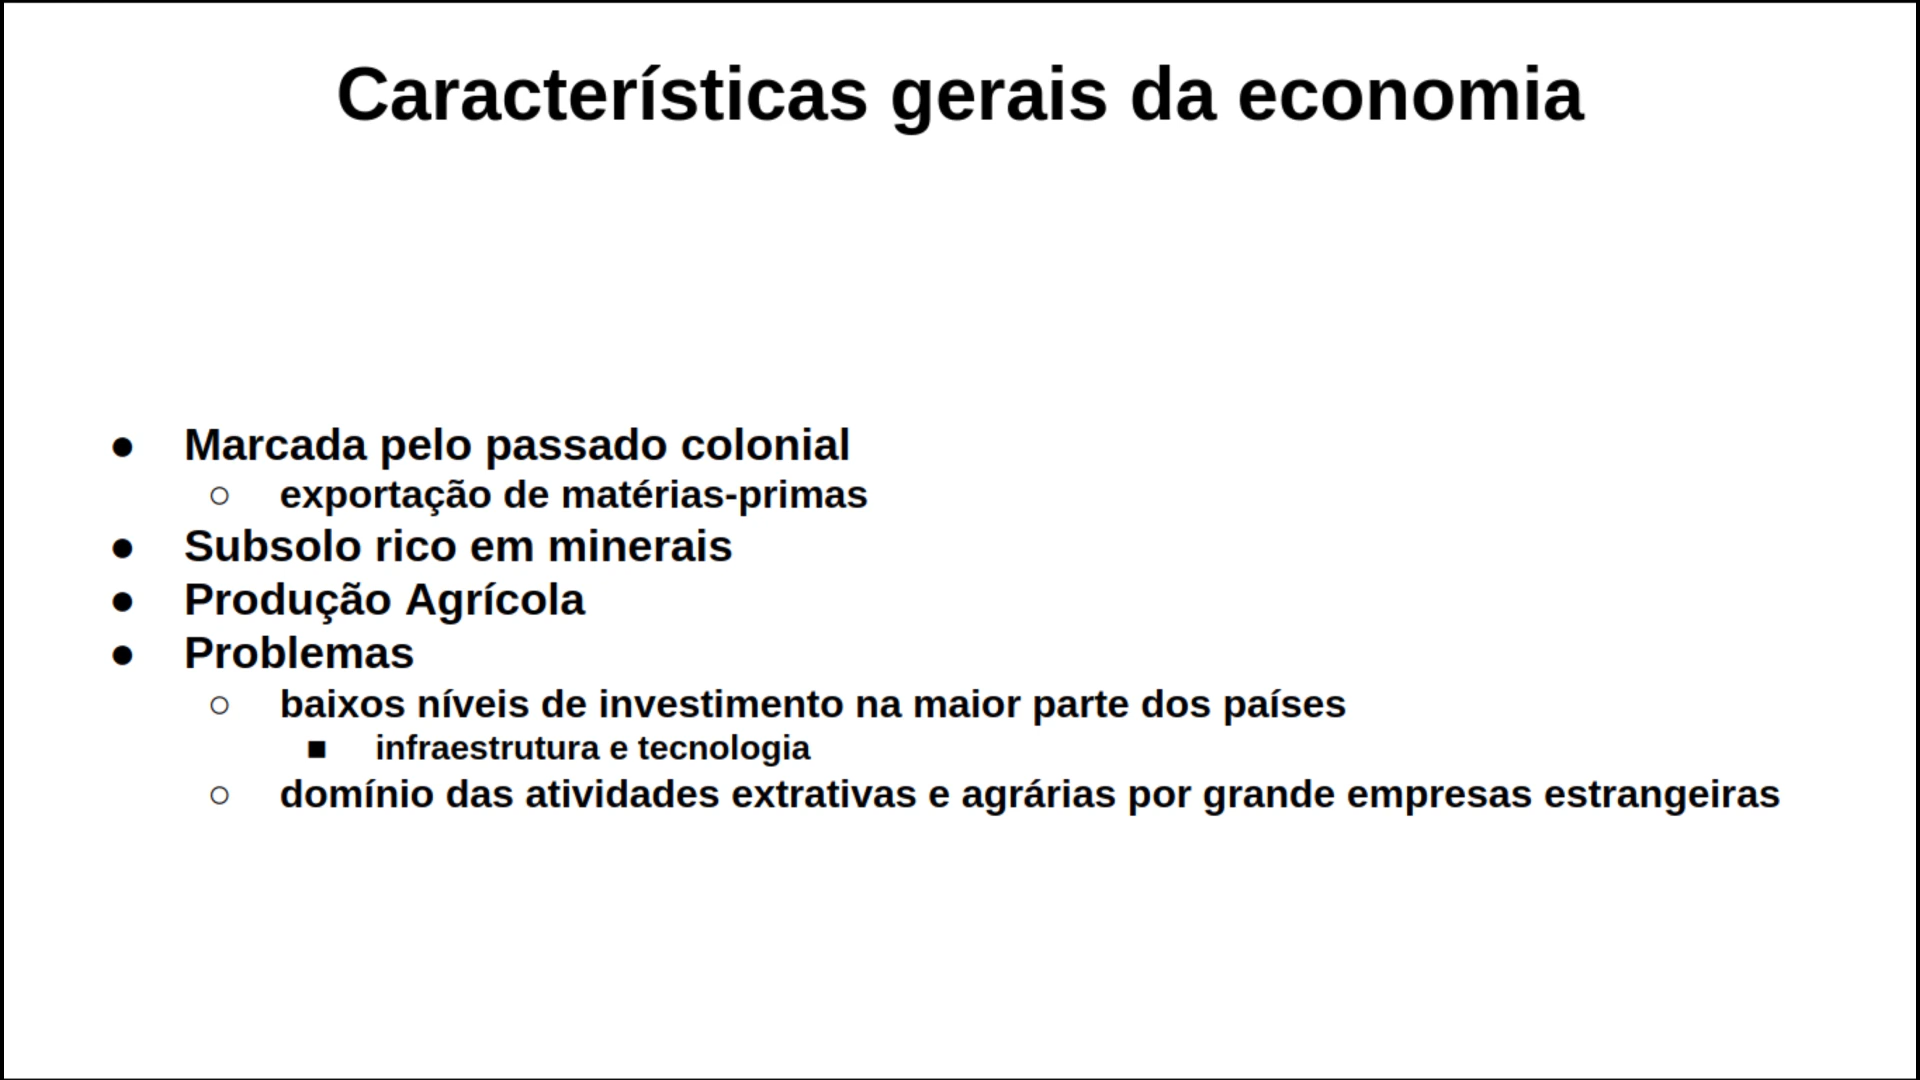 Características gerais da economia
● Marcada pelo passado colonial
○ exportação de matérias-primas
● Subsolo rico em minerais
● Produção Agrícola
● Problemas
○ baixos níveis de investimento na maior parte dos países
■ infraestrutura e tecnologia
○ domínio das atividades extrativas e agrárias por grande empresas estrangeiras